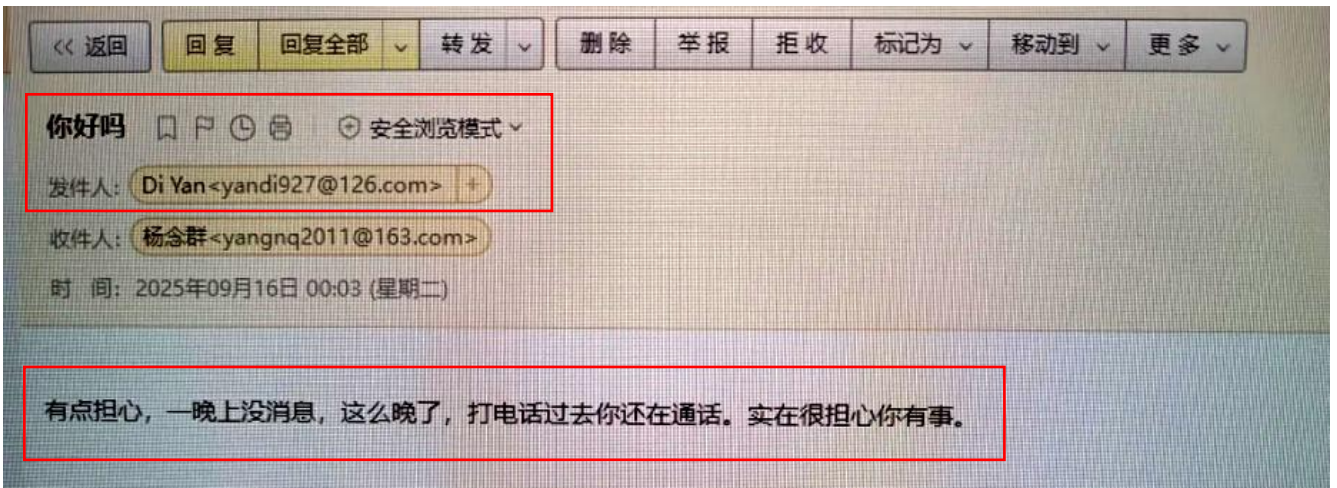 << 返回 回复 回复全部 转发 删除 举报 拒收 标记为 移动到 更多
你好吗 安全浏览模式
发件人: Di Yan<yandi927@126.com> +
收件人: 杨念群<yangnq2011@163.com>
时 间: 2025年09月16日 00:03 (星期二)
有点担心，一晚上没消息，这么晚了，打电话过去你还在通话。实在很担心你有事。